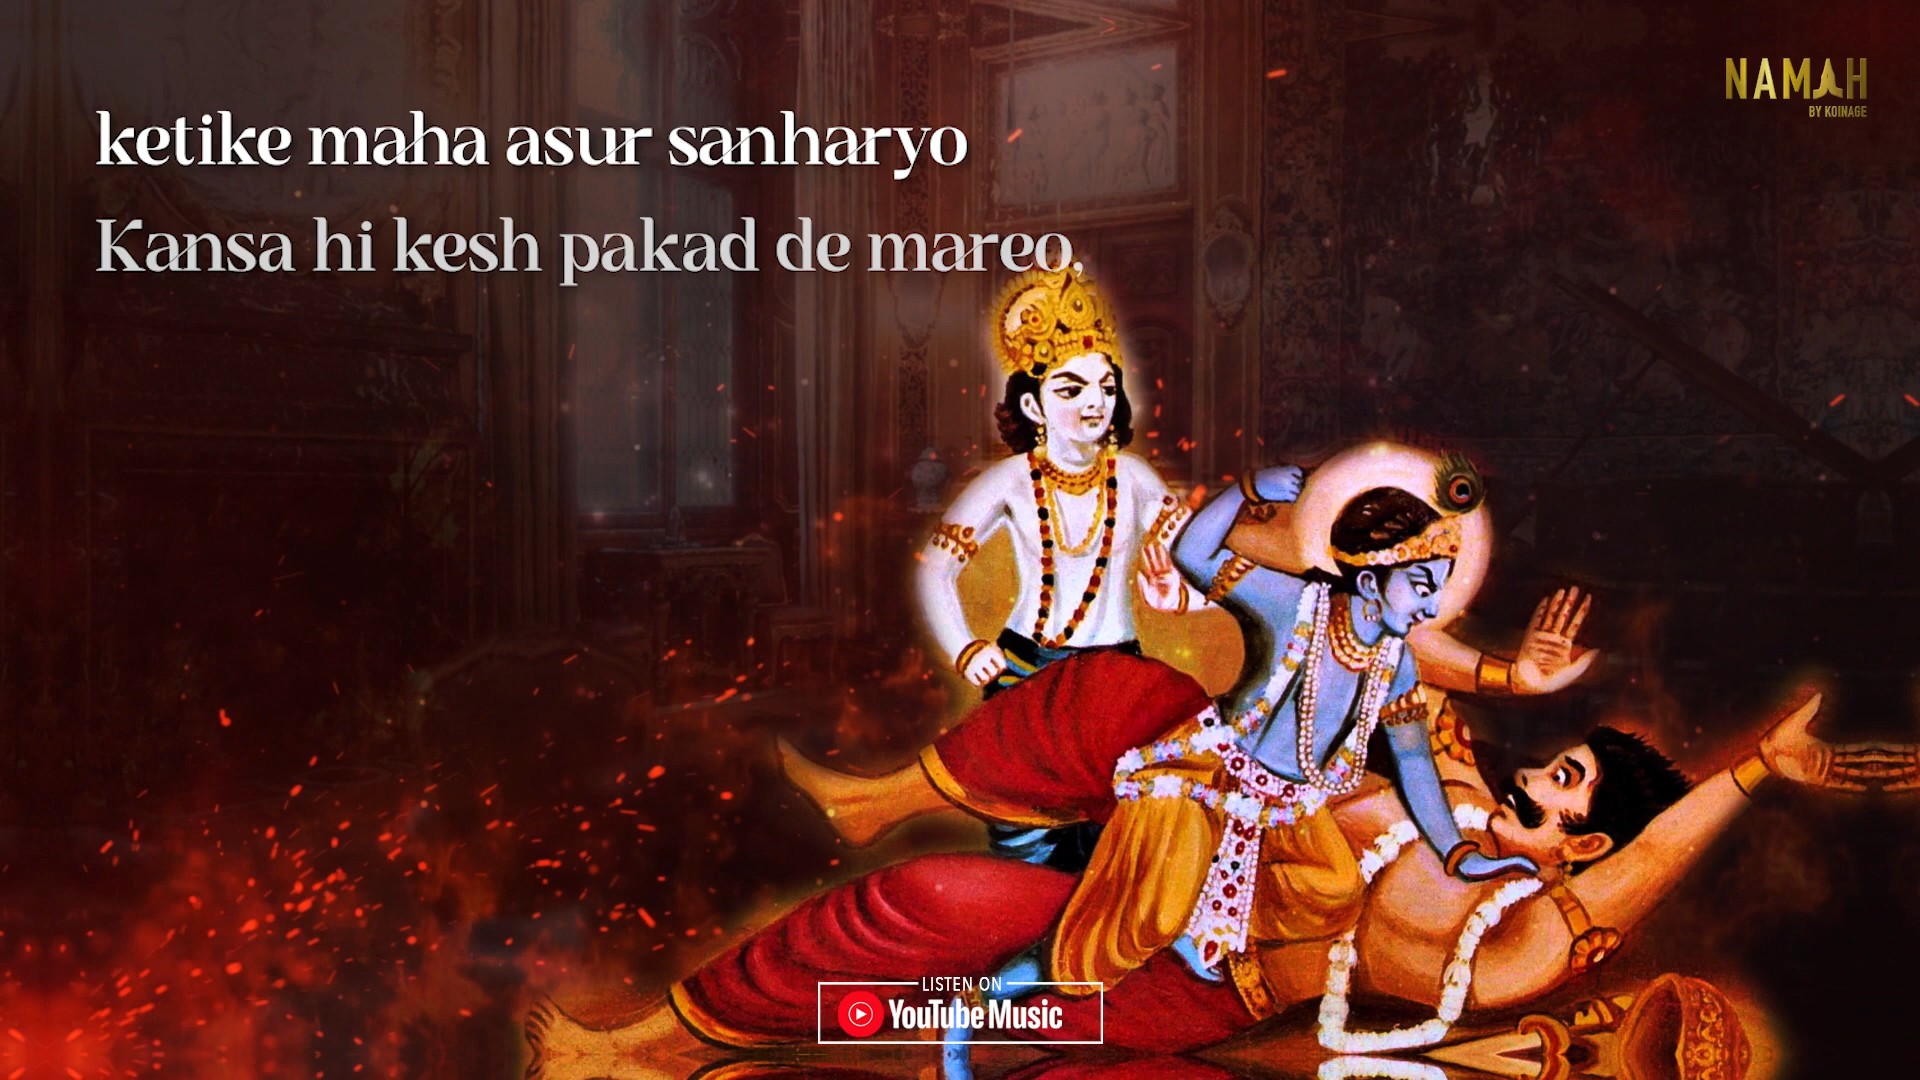 ketike maha asur sanharyo
Kansa hi kesh pakad de mareo,
NAMAH
BY KOINAGE
LISTEN ON
YouTube Music